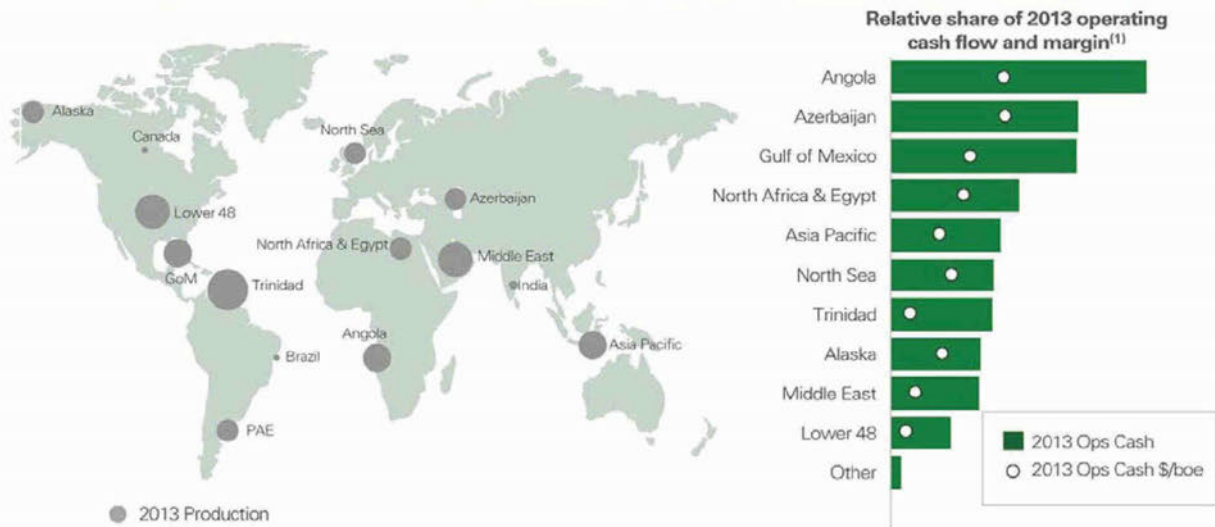 Relative share of 2013 operating
cash flow and margin(1)
Alaska
Canada
North Sea
Lower 48
Azerbaijan
North Africa & Egypt
Middle East
GoM
Trinidad
India
Angola
Brazil
Asia Pacific
PAE
2013 Production
Angola
Azerbaijan
Gulf of Mexico
North Africa & Egypt
Asia Pacific
North Sea
Trinidad
Alaska
Middle East
Lower 48
Other
2013 Ops Cash
2013 Ops Cash $/boe